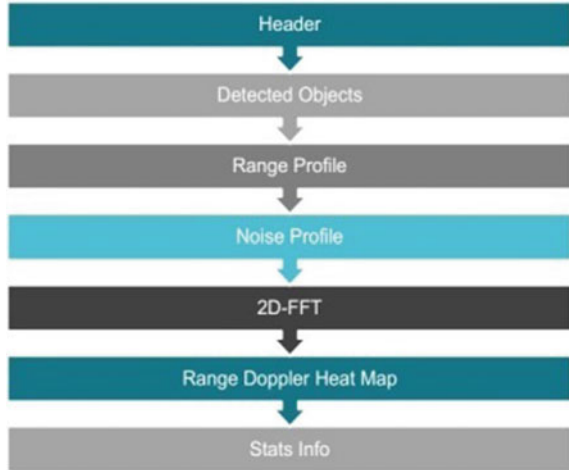 Header
Detected Objects
Range Profile
Noise Profile
2D-FFT
Range Doppler Heat Map
Stats Info